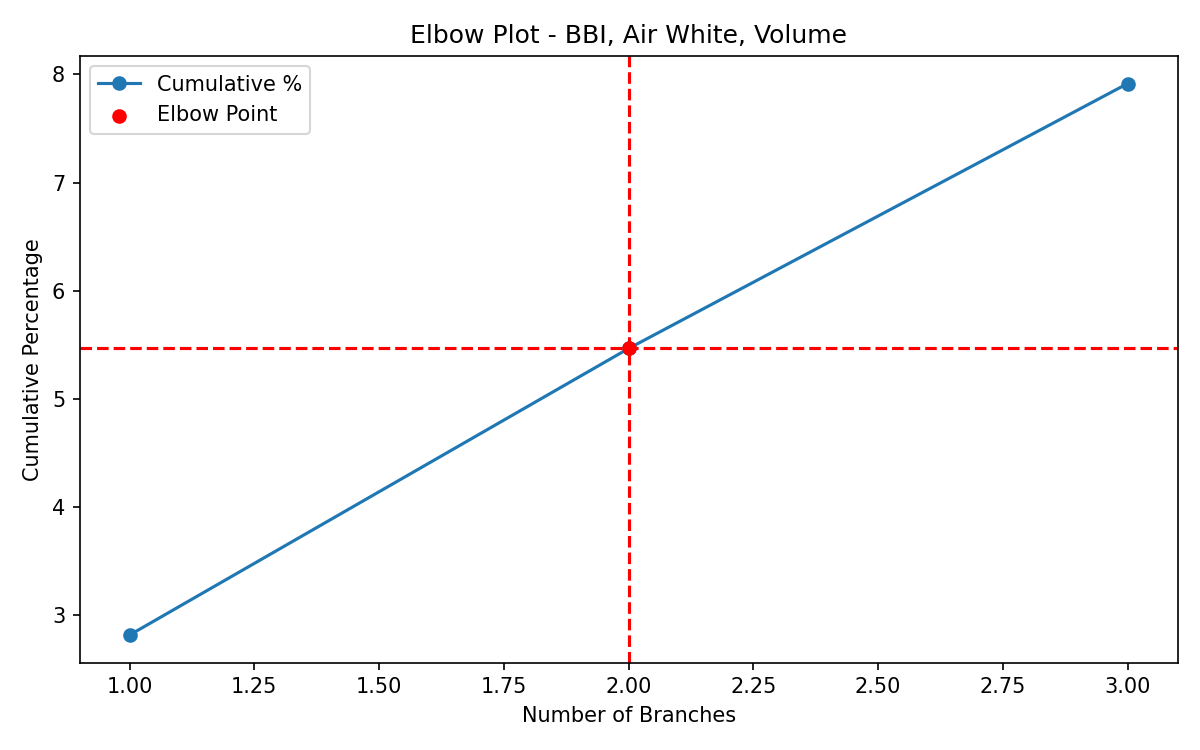 Elbow Plot - BBI, Air White, Volume
Cumulative %
Elbow Point
Cumulative Percentage
8
7
6
5
4
3
1.00 1.25 1.50 1.75 2.00 2.25 2.50 2.75 3.00
Number of Branches